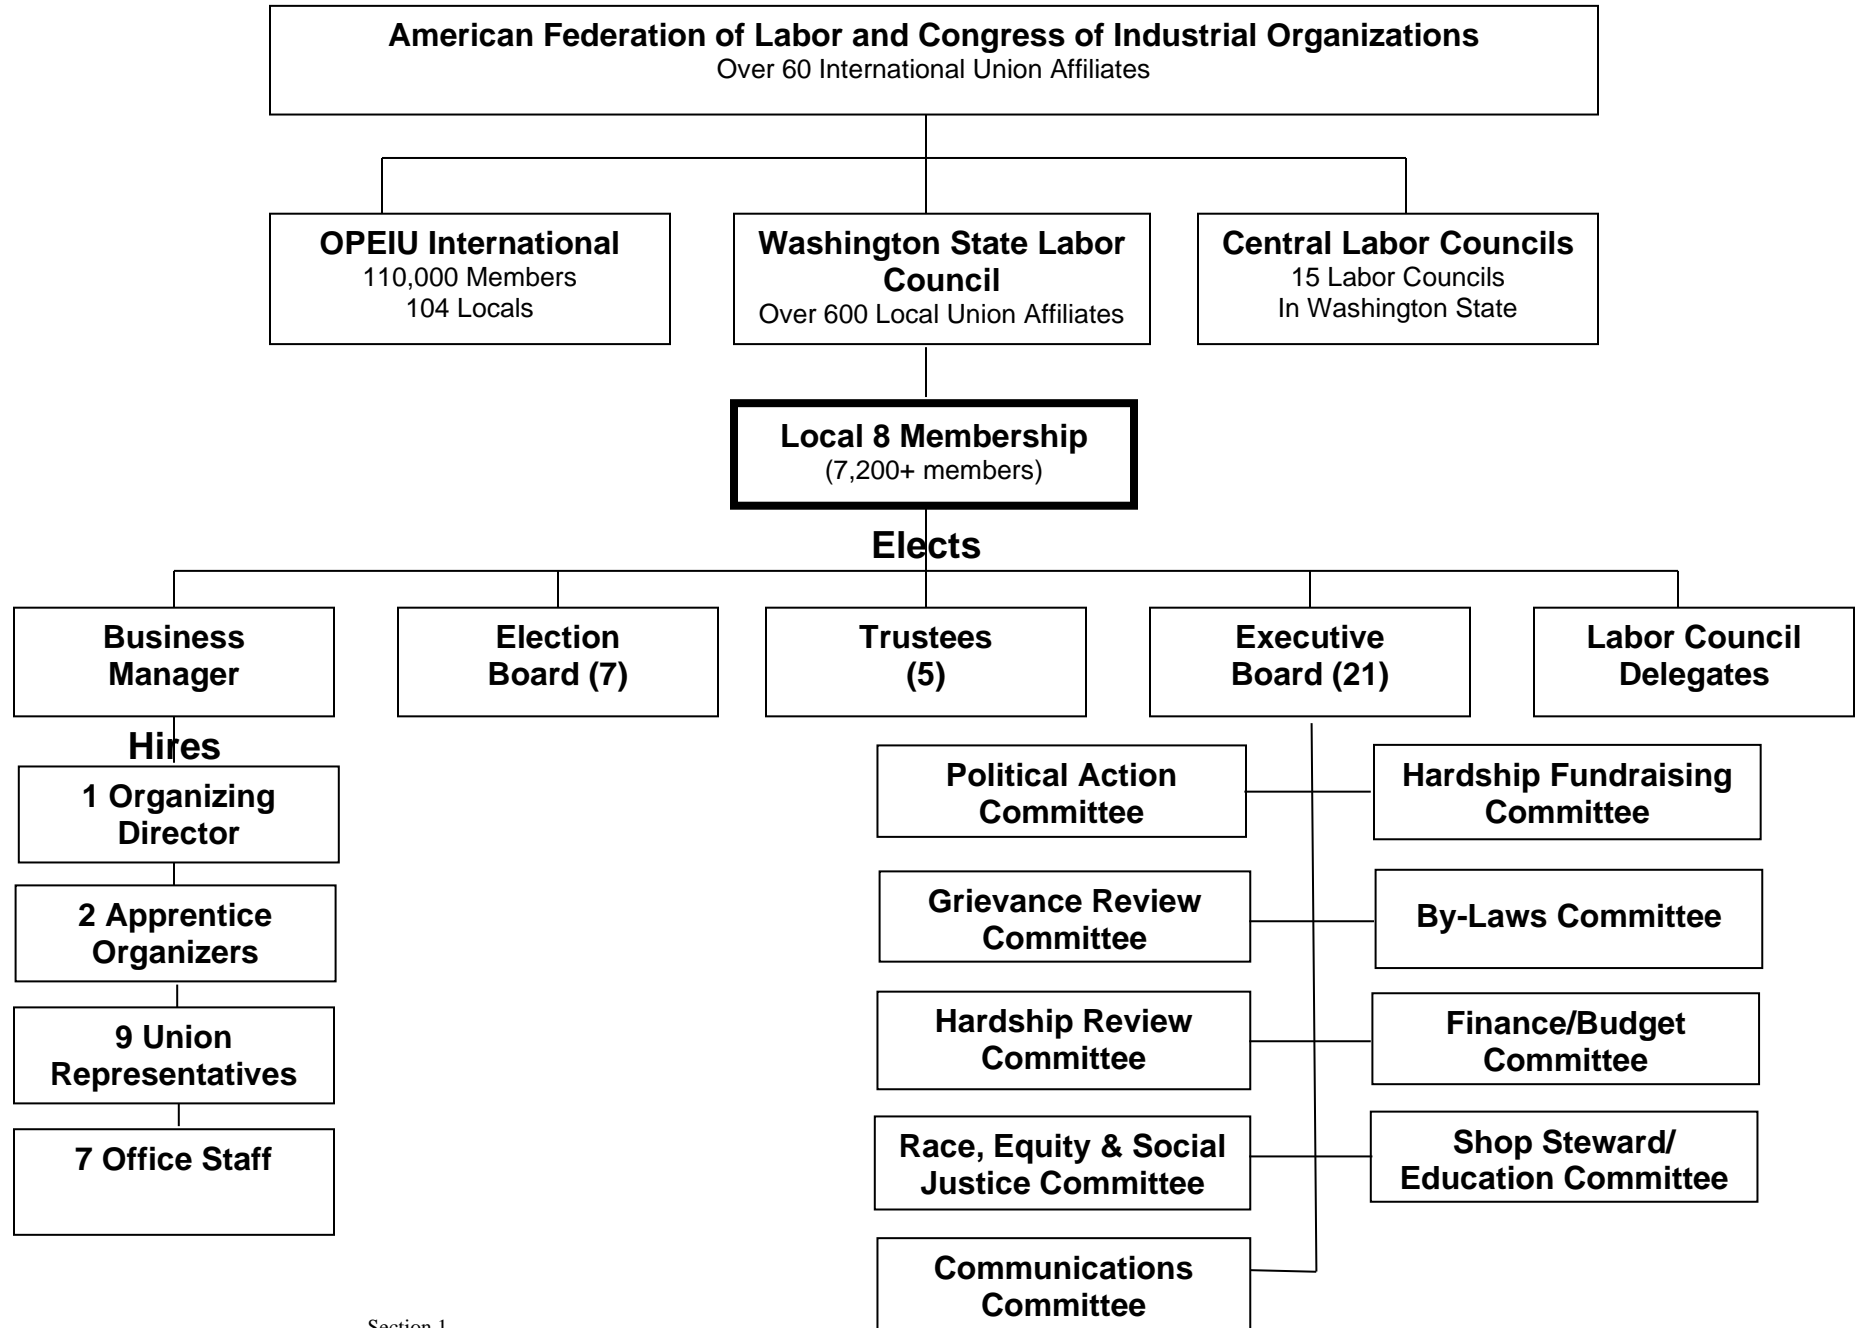 American Federation of Labor and Congress of Industrial Organizations
Over 60 International Union Affiliates
OPEIU International
110,000 Members
104 Locals
Washington State Labor
Council
Over 600 Local Union Affiliates
Central Labor Councils
15 Labor Councils
In Washington State
Local 8 Membership
(7,200+ members)
Elects
Business
Manager
Election
Board (7)
Trustees
(5)
Executive
Board (21)
Labor Council
Delegates
Hires
1 Organizing
Director
2 Apprentice
Organizers
9 Union
Representatives
7 Office Staff
Political Action
Committee
Hardship Fundraising
Committee
Grievance Review
Committee
By-Laws Committee
Hardship Review
Committee
Finance/Budget
Committee
Race, Equity & Social
Justice Committee
Shop Steward/
Education Committee
Communications
Committee
Section 1